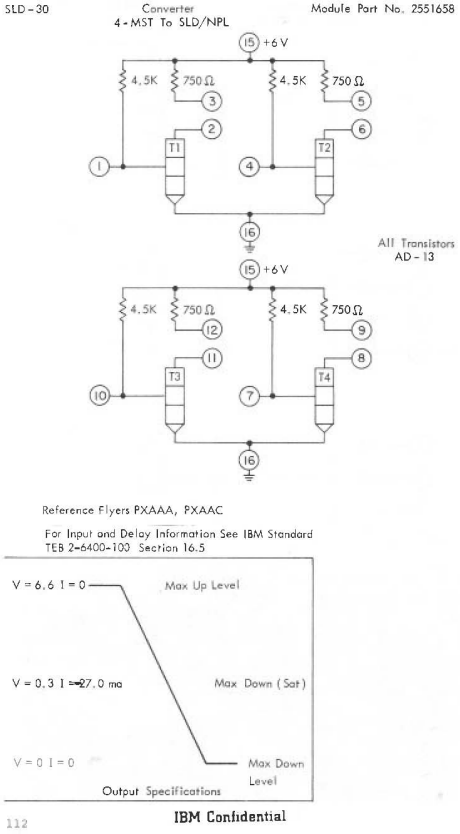 SLD-30 Converter Module Part No. 2551658
4-MST To SLD/NPL
15 +6 V
4.5K 750 Ω 4.5K 750 Ω
3 5
2 6
T1 T2
1 4
16
All Transistors
AD-13
15 +6 V
4.5K 750 Ω 4.5K 750 Ω
12 9
11 8
T3 T4
10 7
16
Reference Flyers PXAAA, PXAAC
For Input and Delay Information See IBM Standard
TEB 2-6400-100 Section 16.5
V = 6.6 I = 0 Max Up Level
V = 0.3 I = 27.0 ma Max Down (Sat)
V = 0 I = 0 Max Down
Level
Output Specifications
IBM Confidential
112